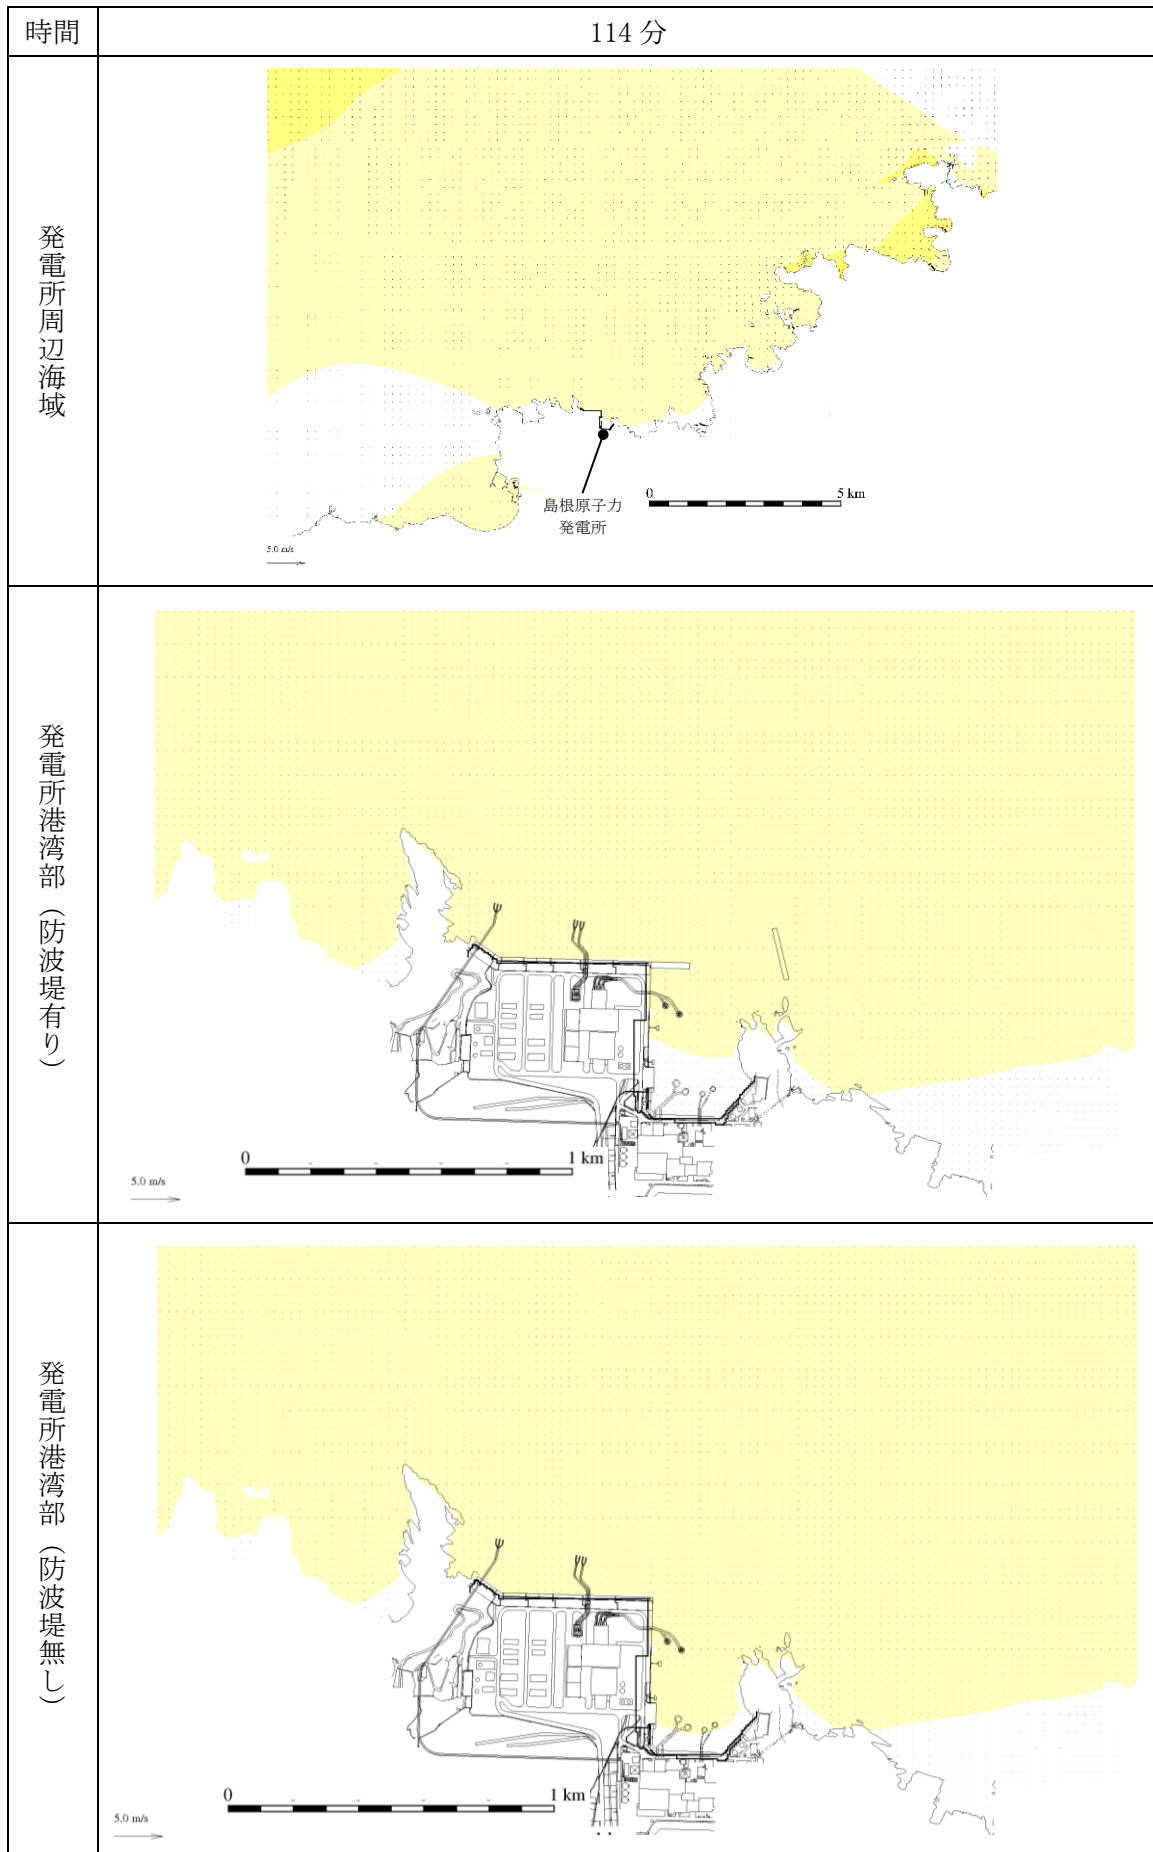 時間
114 分
発電所周辺海域
島根原子力
発電所
0
5 km
5.0 m/s
発電所港湾部（防波堤有り）
0
1 km
5.0 m/s
発電所港湾部（防波堤無し）
0
1 km
5.0 m/s